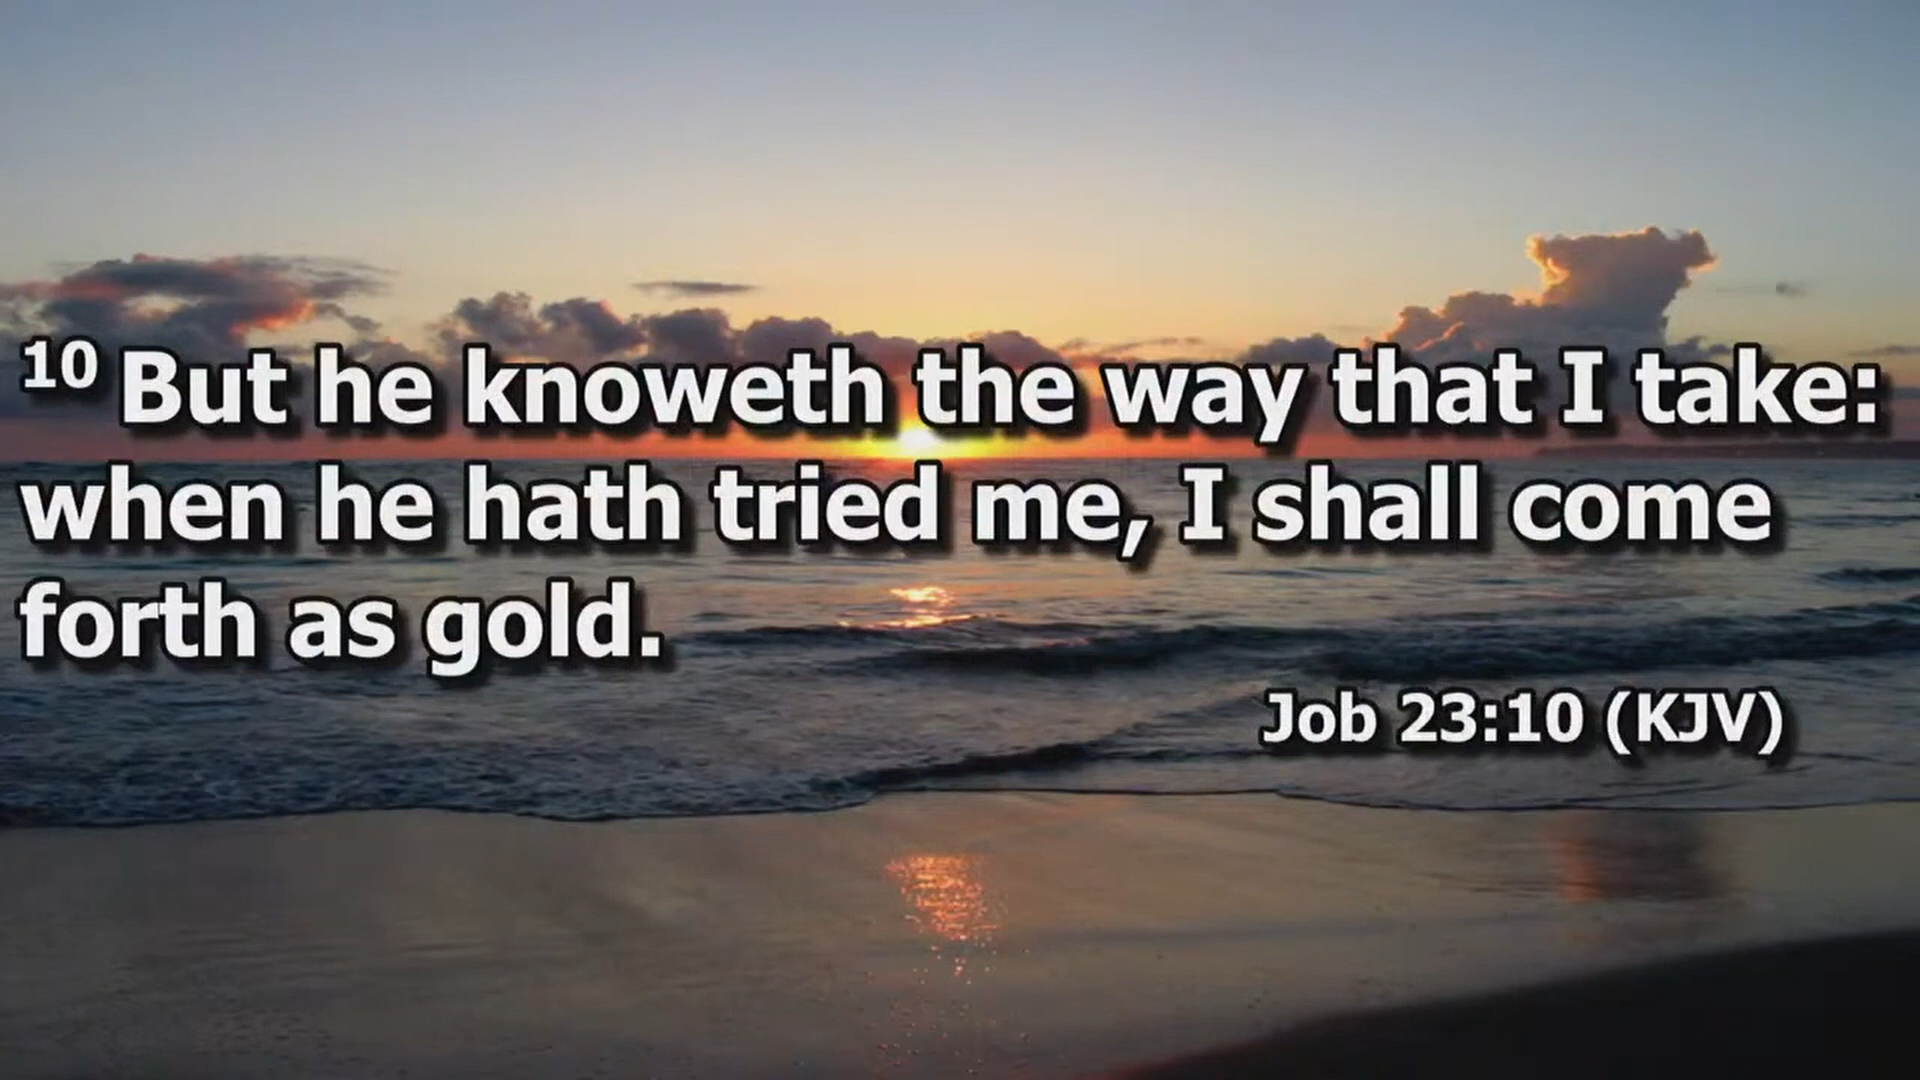 10 But he knoweth the way that I take:
when he hath tried me, I shall come
forth as gold.
Job 23:10 (KJV)